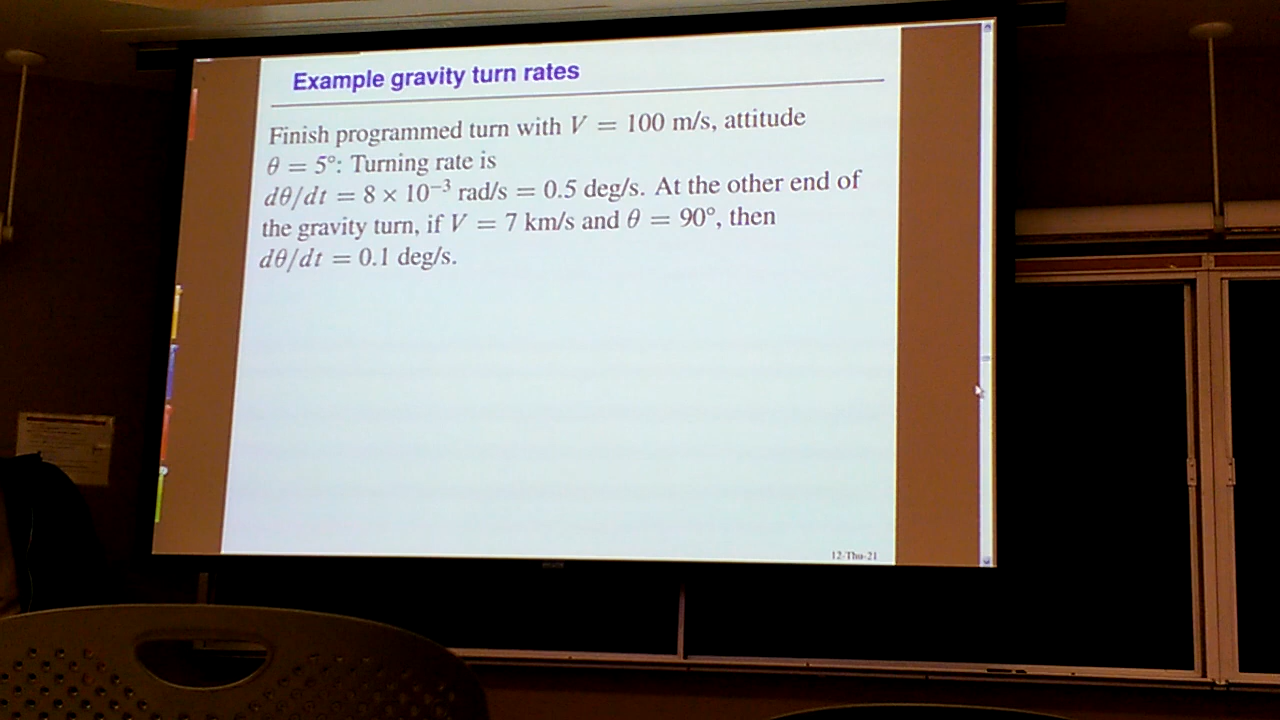 Example gravity turn rates
Finish programmed turn with V = 100 m/s, attitude
θ = 5°: Turning rate is
dθ/dt = 8 × 10⁻³ rad/s = 0.5 deg/s. At the other end of
the gravity turn, if V = 7 km/s and θ = 90°, then
dθ/dt = 0.1 deg/s.
12-Thu-21